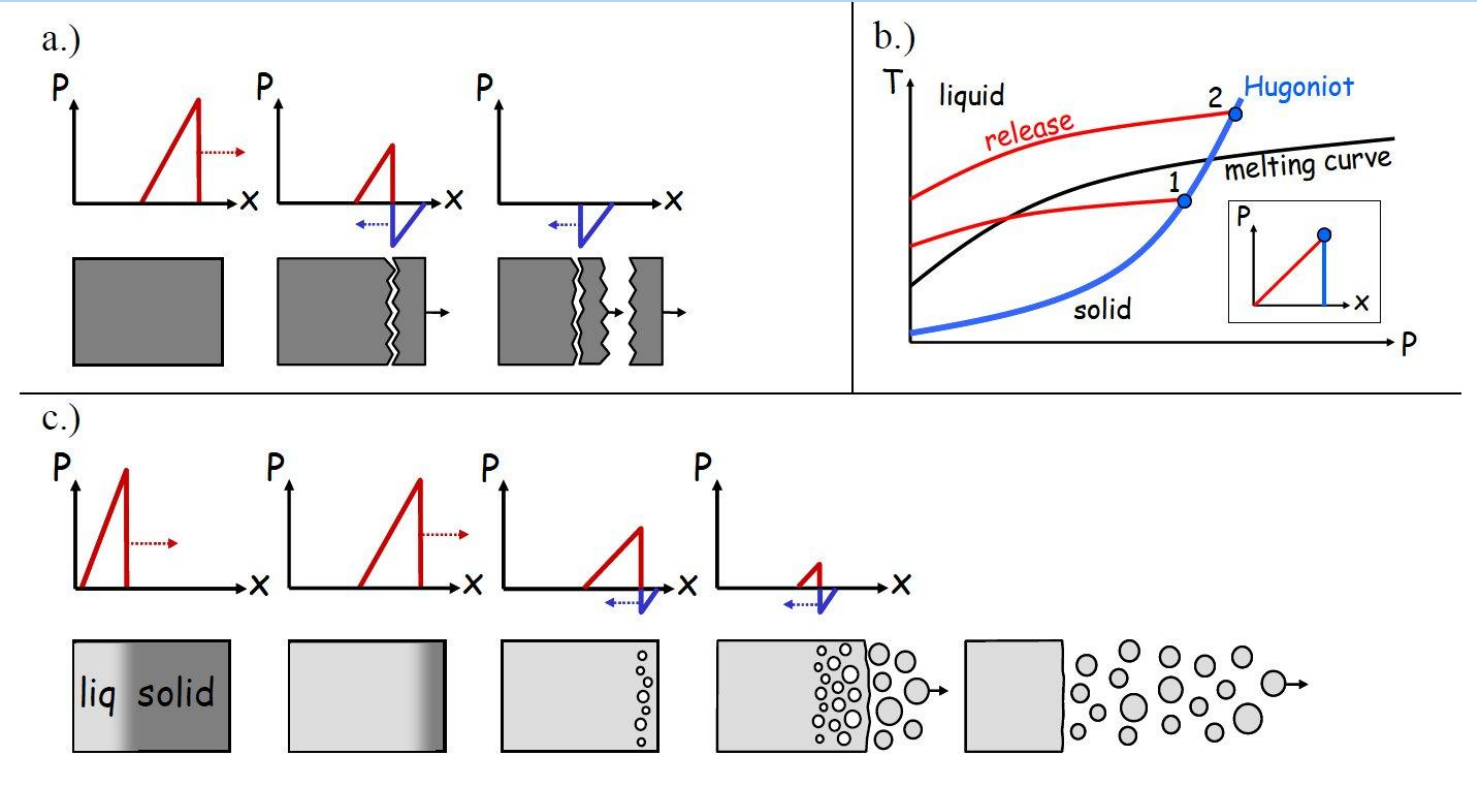 a.)
P
X
P
X
P
X
b.)
T
liquid
release
2
Hugoniot
melting curve
1
solid
P
P
X
c.)
P
X
P
X
P
X
P
X
liq solid